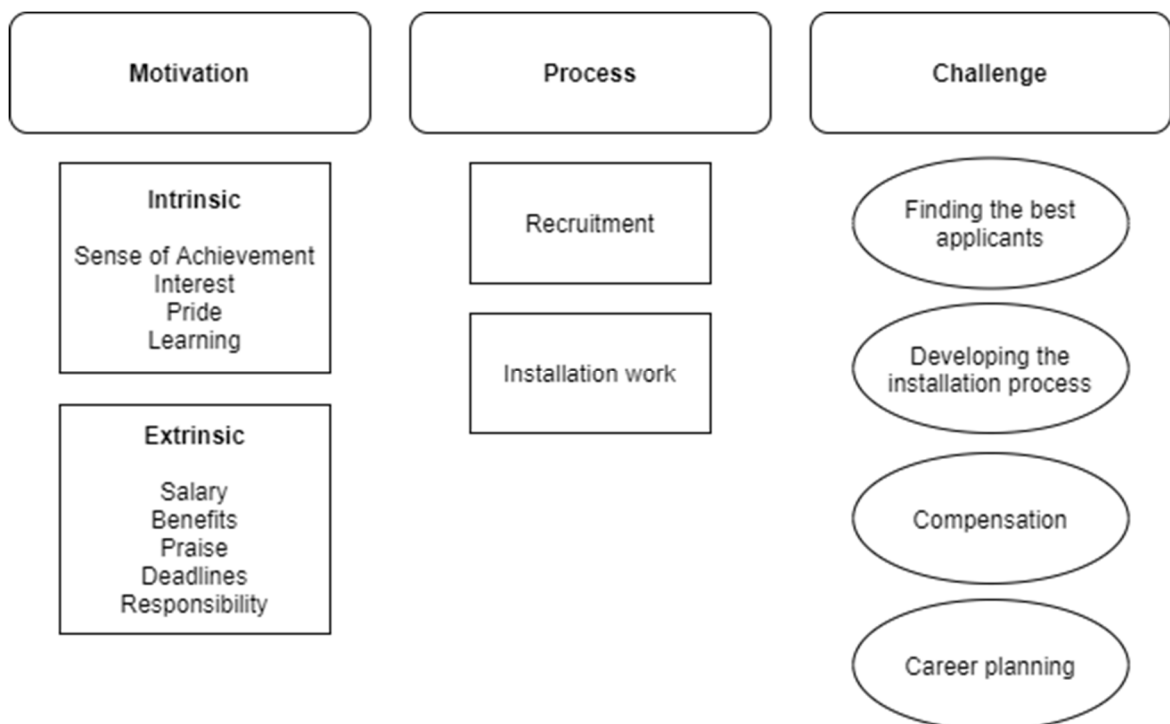 Motivation
Process
Challenge
Intrinsic
Sense of Achievement
Interest
Pride
Learning
Extrinsic
Salary
Benefits
Praise
Deadlines
Responsibility
Recruitment
Installation work
Finding the best
applicants
Developing the
installation process
Compensation
Career planning